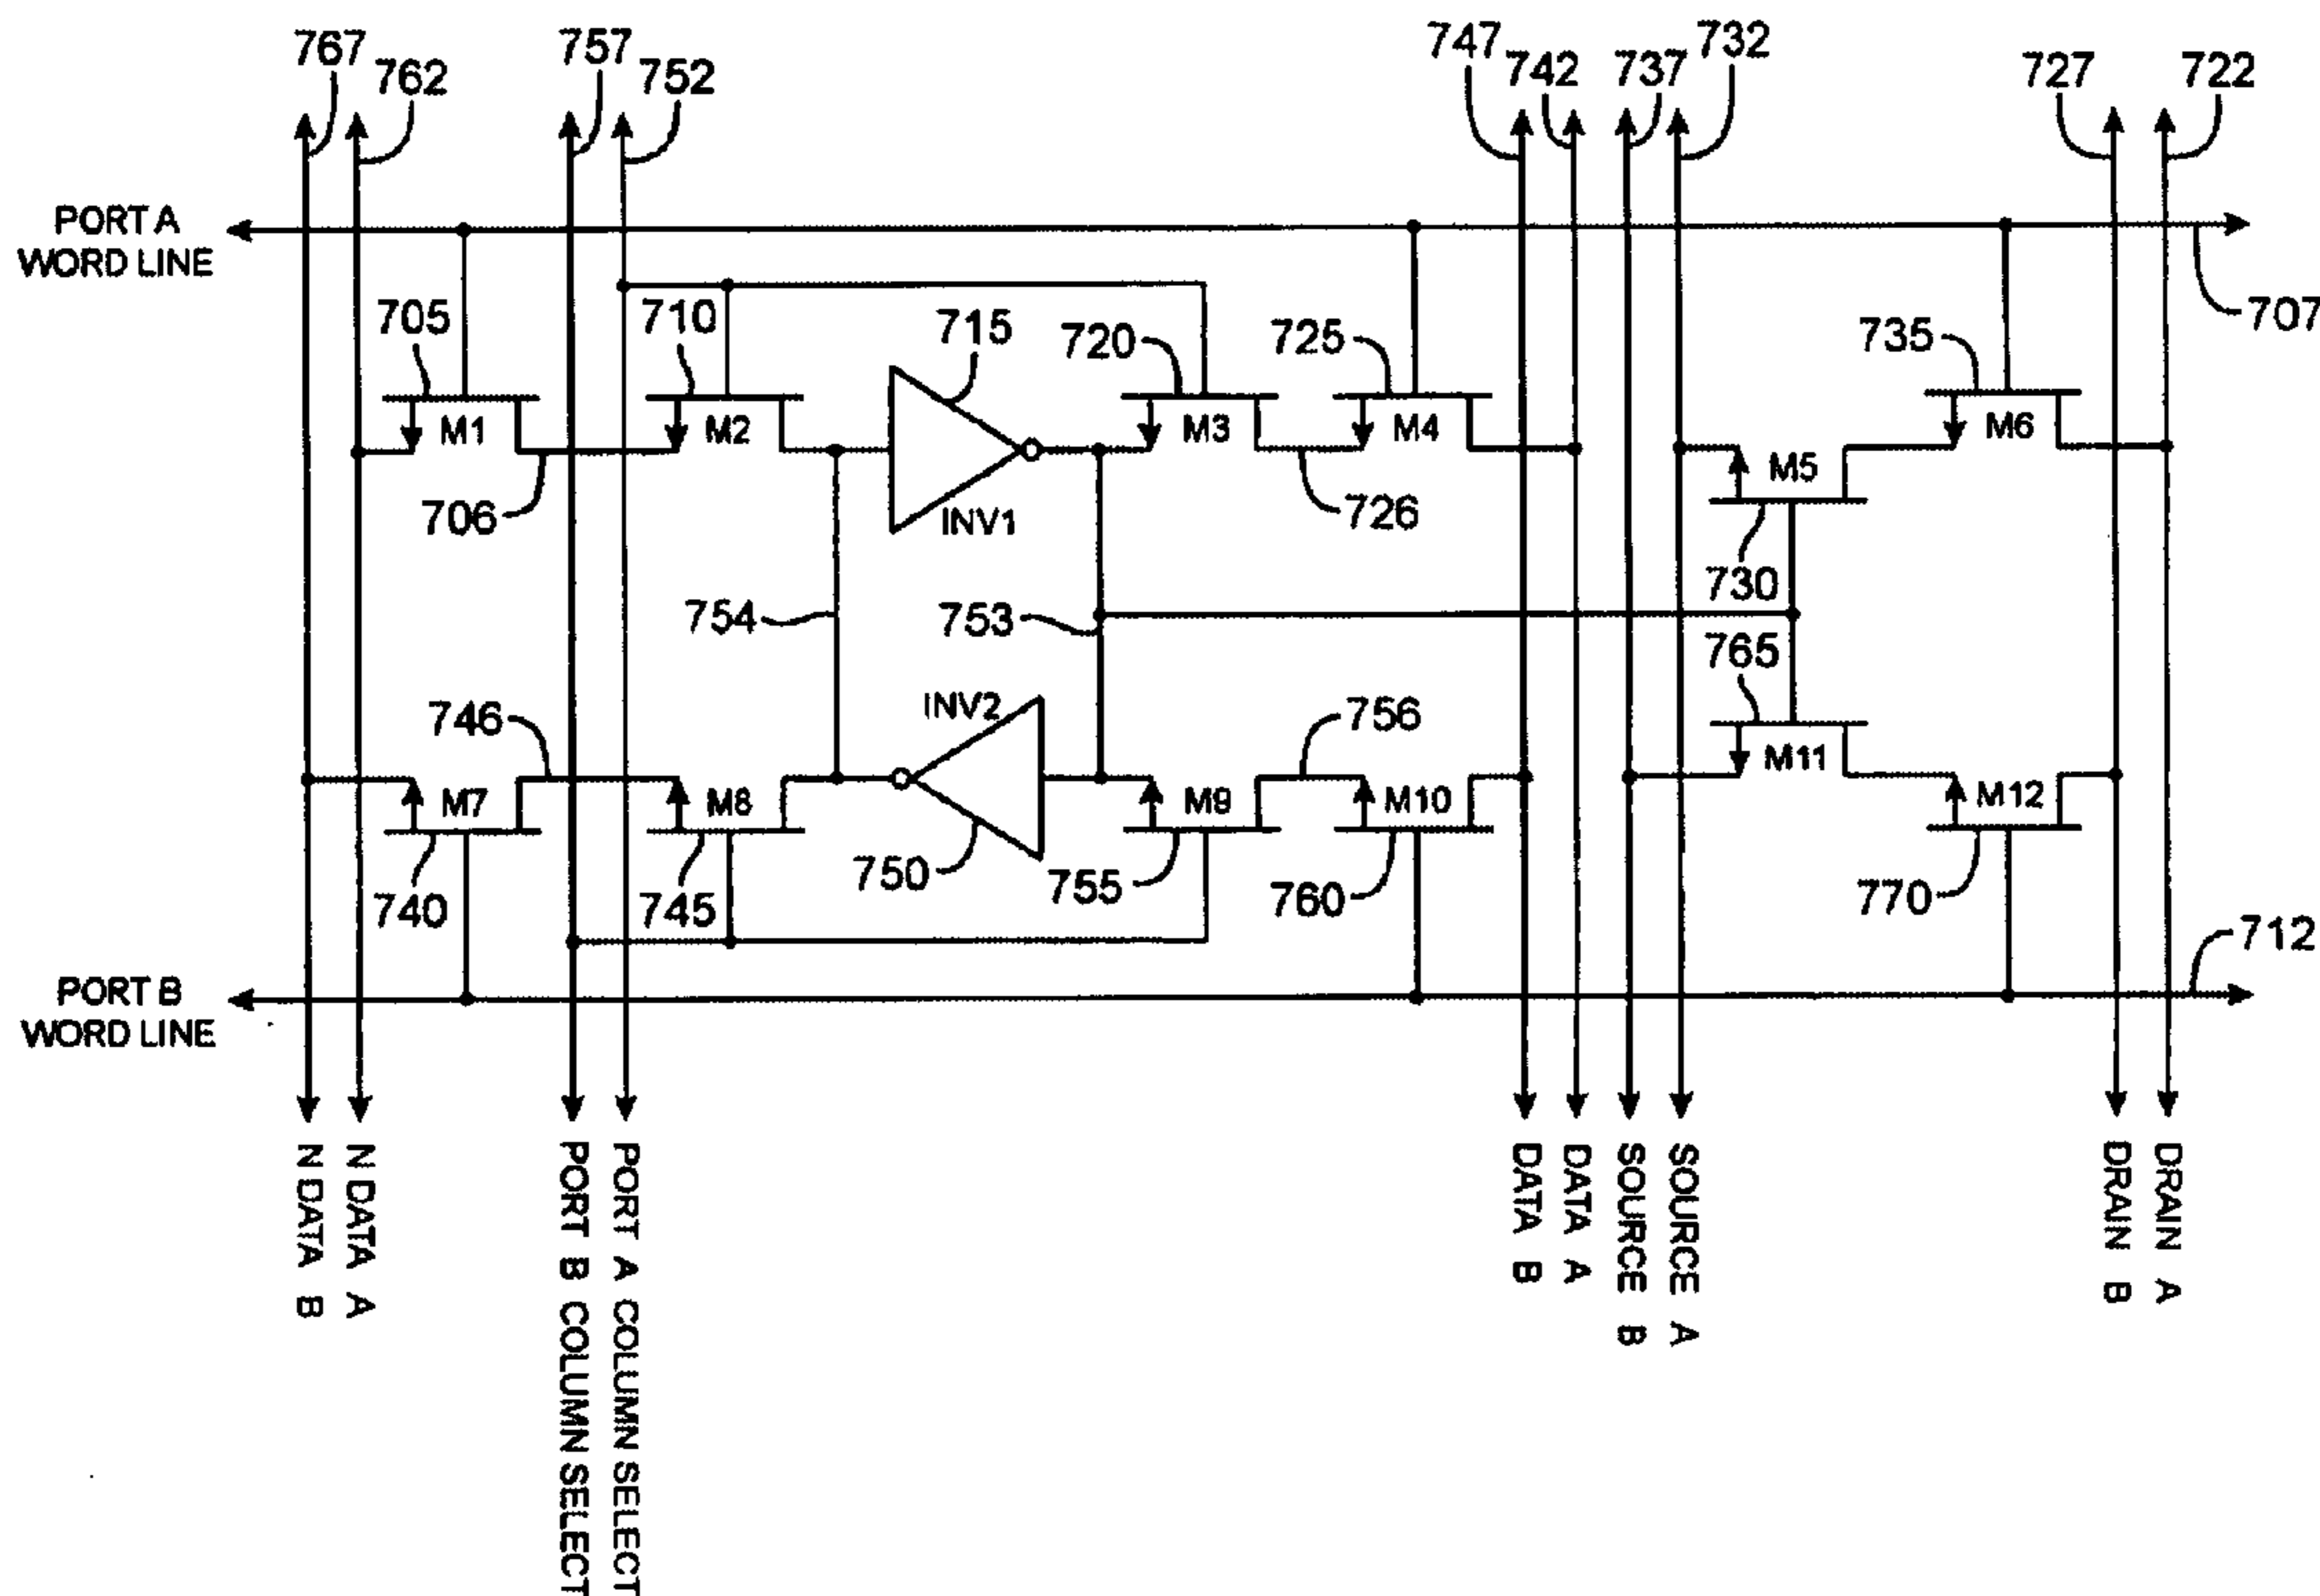 767
762
757
752
747
742
737
732
727
722
PORT A
WORD LINE
707
705
710
715
720
725
735
M1
M2
M3
M4
M5
M6
706
INV1
726
730
754
753
765
746
INV2
756
M7
M8
M9
M10
M11
M12
740
745
750
755
760
770
712
PORT B
WORD LINE
N DATA B
N DATA A
PORT B COLUMN SELECT
PORT A COLUMN SELECT
DATA B
DATA A
SOURCE B
SOURCE A
DRAIN B
DRAIN A